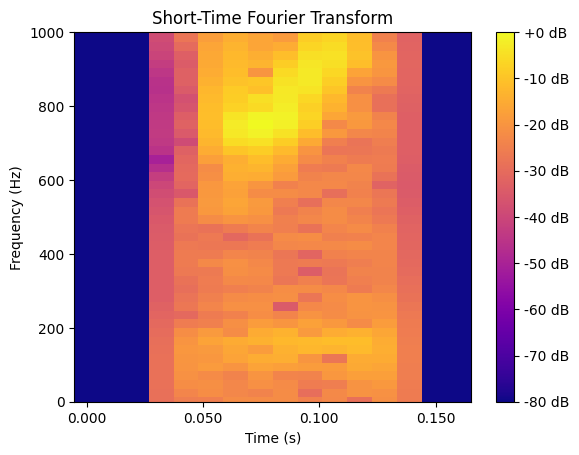 Short-Time Fourier Transform
1000
800
600
400
200
0
Frequency (Hz)
0.000
0.050
0.100
0.150
Time (s)
+0 dB
-10 dB
-20 dB
-30 dB
-40 dB
-50 dB
-60 dB
-70 dB
-80 dB